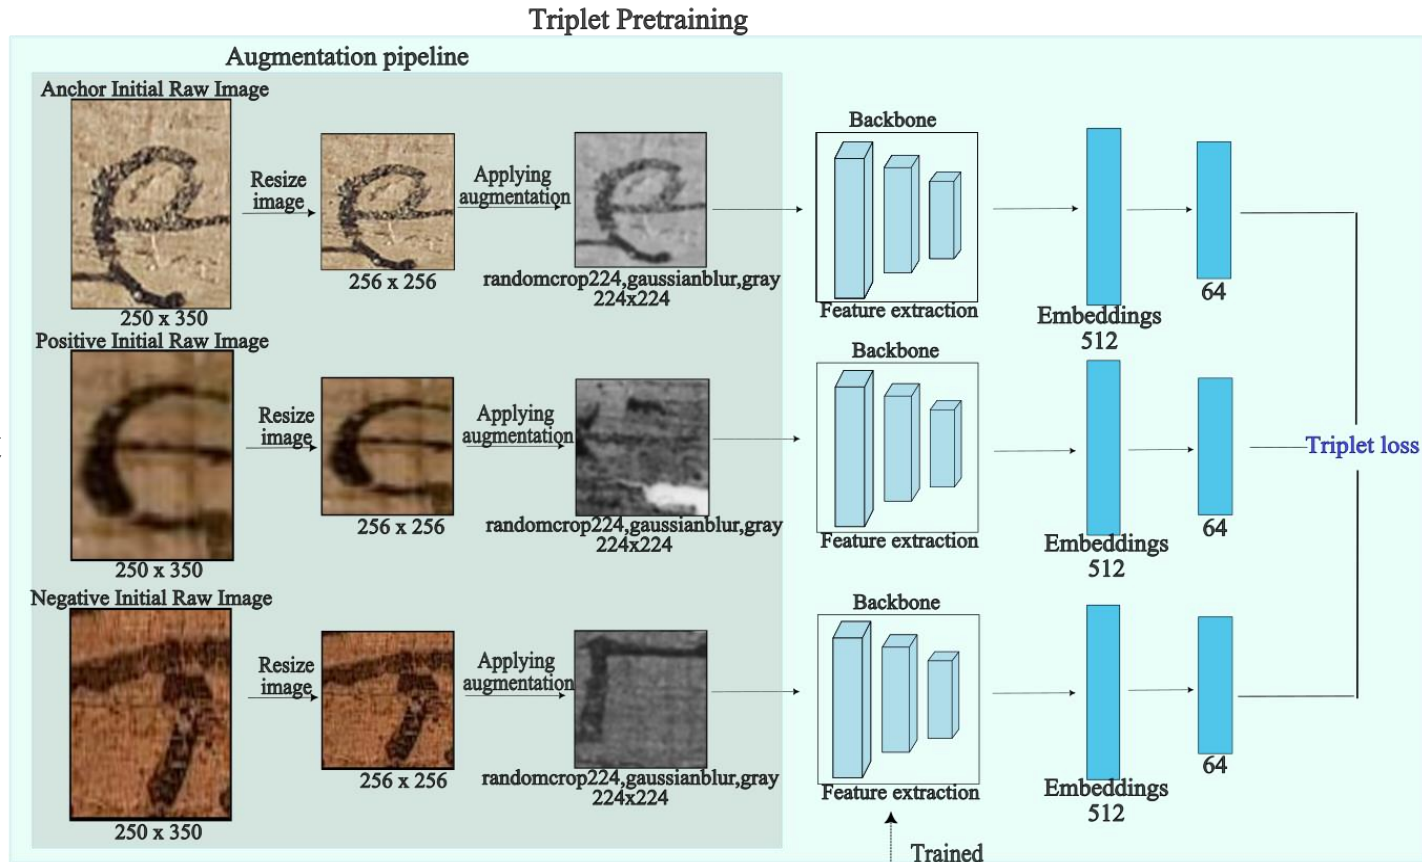 Triplet Pretraining
Augmentation pipeline
Anchor Initial Raw Image
250 x 350
Resize
image
256 x 256
Applying
augmentation
randomcrop224,gaussianblur,gray
224x224
Backbone
Feature extraction
Embeddings
512
64
Positive Initial Raw Image
250 x 350
Resize
image
256 x 256
Applying
augmentation
randomcrop224,gaussianblur,gray
224x224
Backbone
Feature extraction
Embeddings
512
64
Triplet loss
Negative Initial Raw Image
250 x 350
Resize
image
256 x 256
Applying
augmentation
randomcrop224,gaussianblur,gray
224x224
Backbone
Feature extraction
Embeddings
512
64
Trained